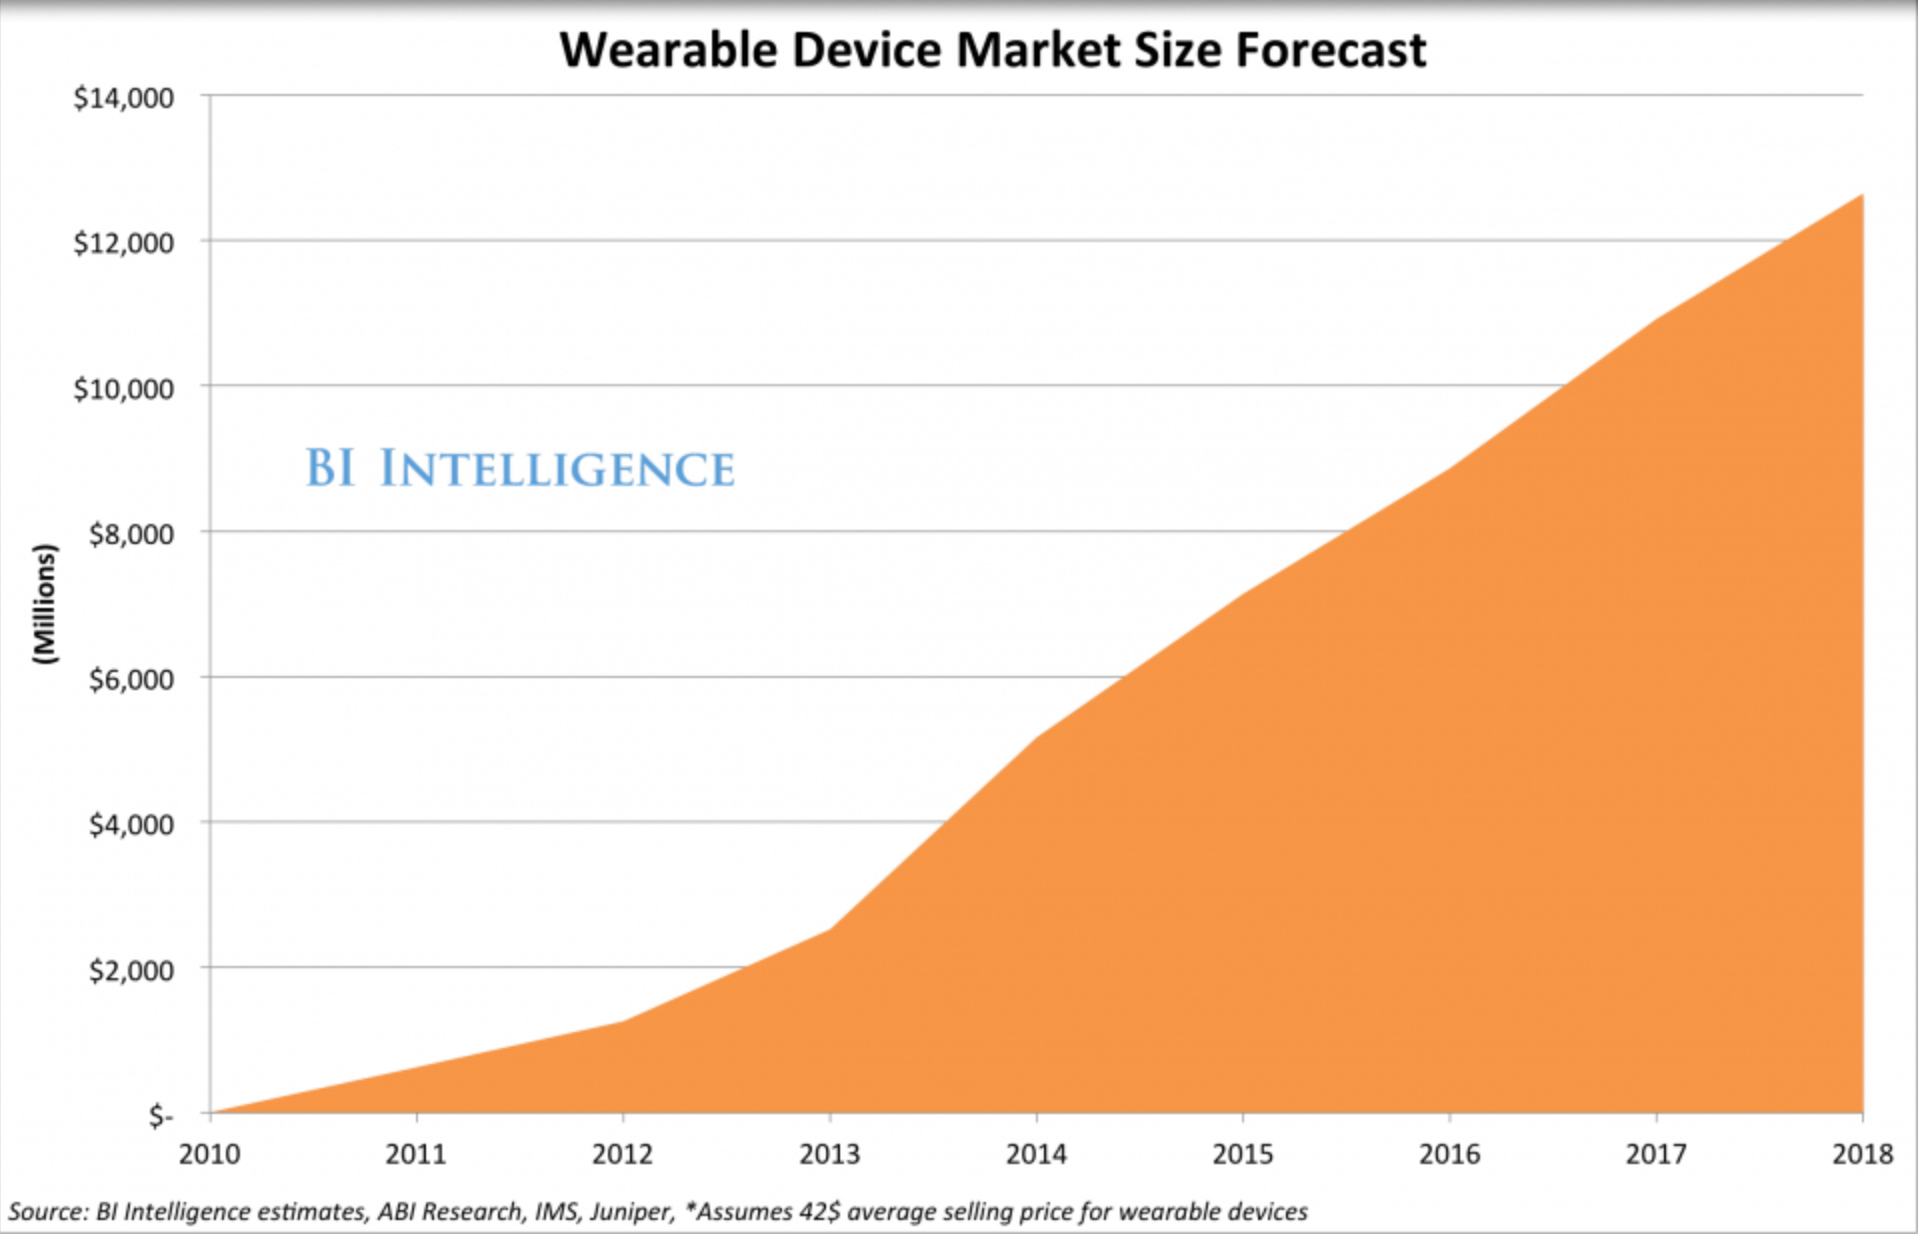 Wearable Device Market Size Forecast
$14,000
$12,000
$10,000
BI INTELLIGENCE
$8,000
(Millions)
$6,000
$4,000
$2,000
$-
2010 2011 2012 2013 2014 2015 2016 2017 2018
Source: BI Intelligence estimates, ABI Research, IMS, Juniper, *Assumes 42$ average selling price for wearable devices